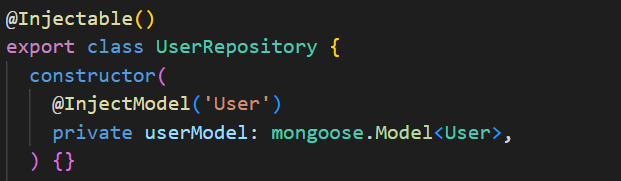 @Injectable()
export class UserRepository {
constructor(
@InjectModel('User')
private userModel: mongoose.Model<User>,
) {}